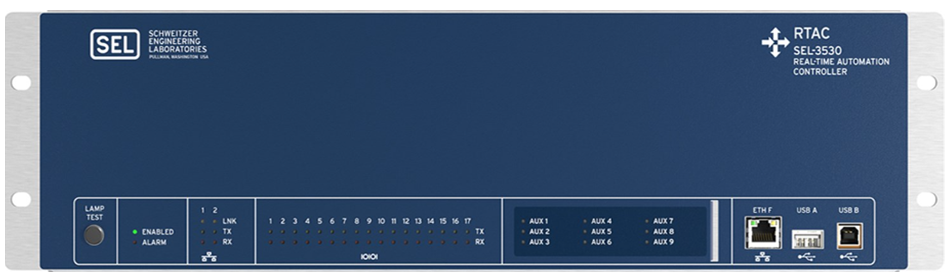 SEL
SCHWEITZER
ENGINEERING
LABORATORIES
PULLMAN, WASHINGTON USA
RTAC
SEL-3530
REAL-TIME AUTOMATION
CONTROLLER
LAMP
TEST
ENABLED
ALARM
1 2
LNK
TX
RX
1 2 3 4 5 6 7 8 9 10 11 12 13 14 15 16 17
TX
RX
IOIOI
AUX 1 AUX 4 AUX 7
AUX 2 AUX 5 AUX 8
AUX 3 AUX 6 AUX 9
ETH F USB A USB B